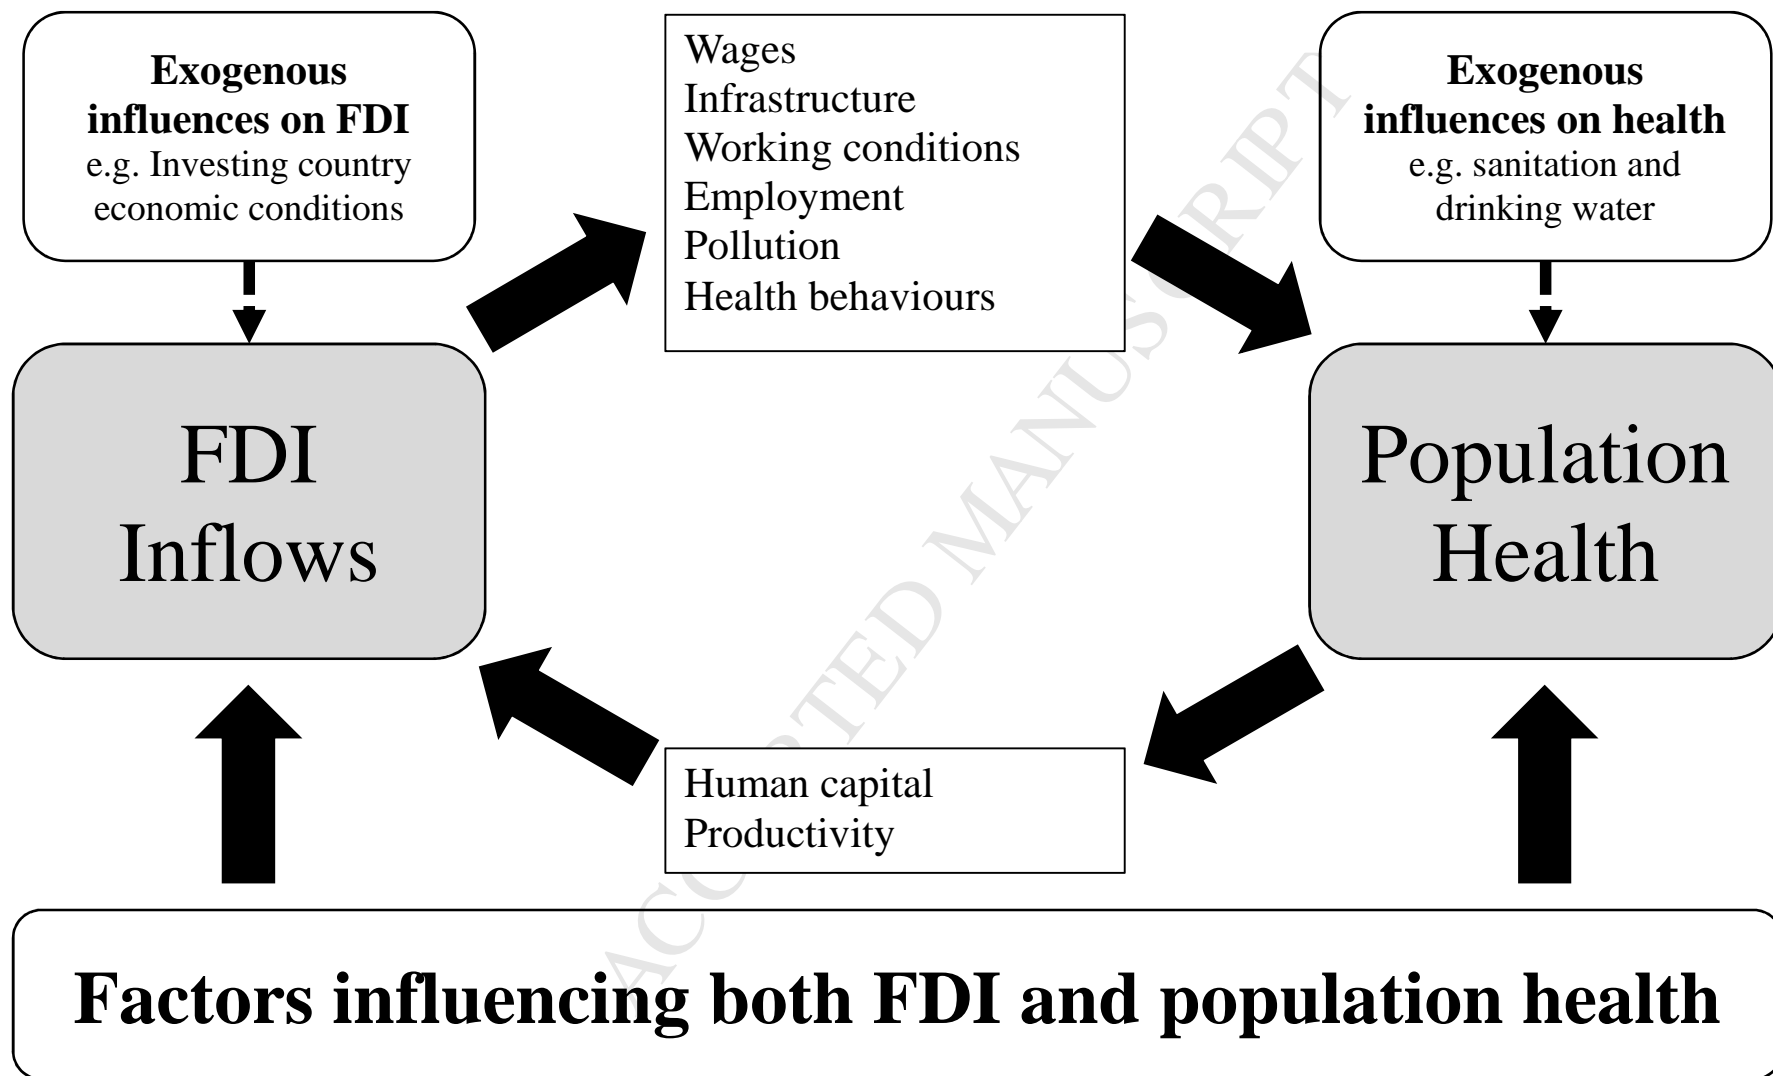 Exogenous
influences on FDI
e.g. Investing country
economic conditions
Wages
Infrastructure
Working conditions
Employment
Pollution
Health behaviours
Exogenous
influences on health
e.g. sanitation and
drinking water
FDI
Inflows
Population
Health
Human capital
Productivity
Factors influencing both FDI and population health
ACCEPTED MANUSCRIPT